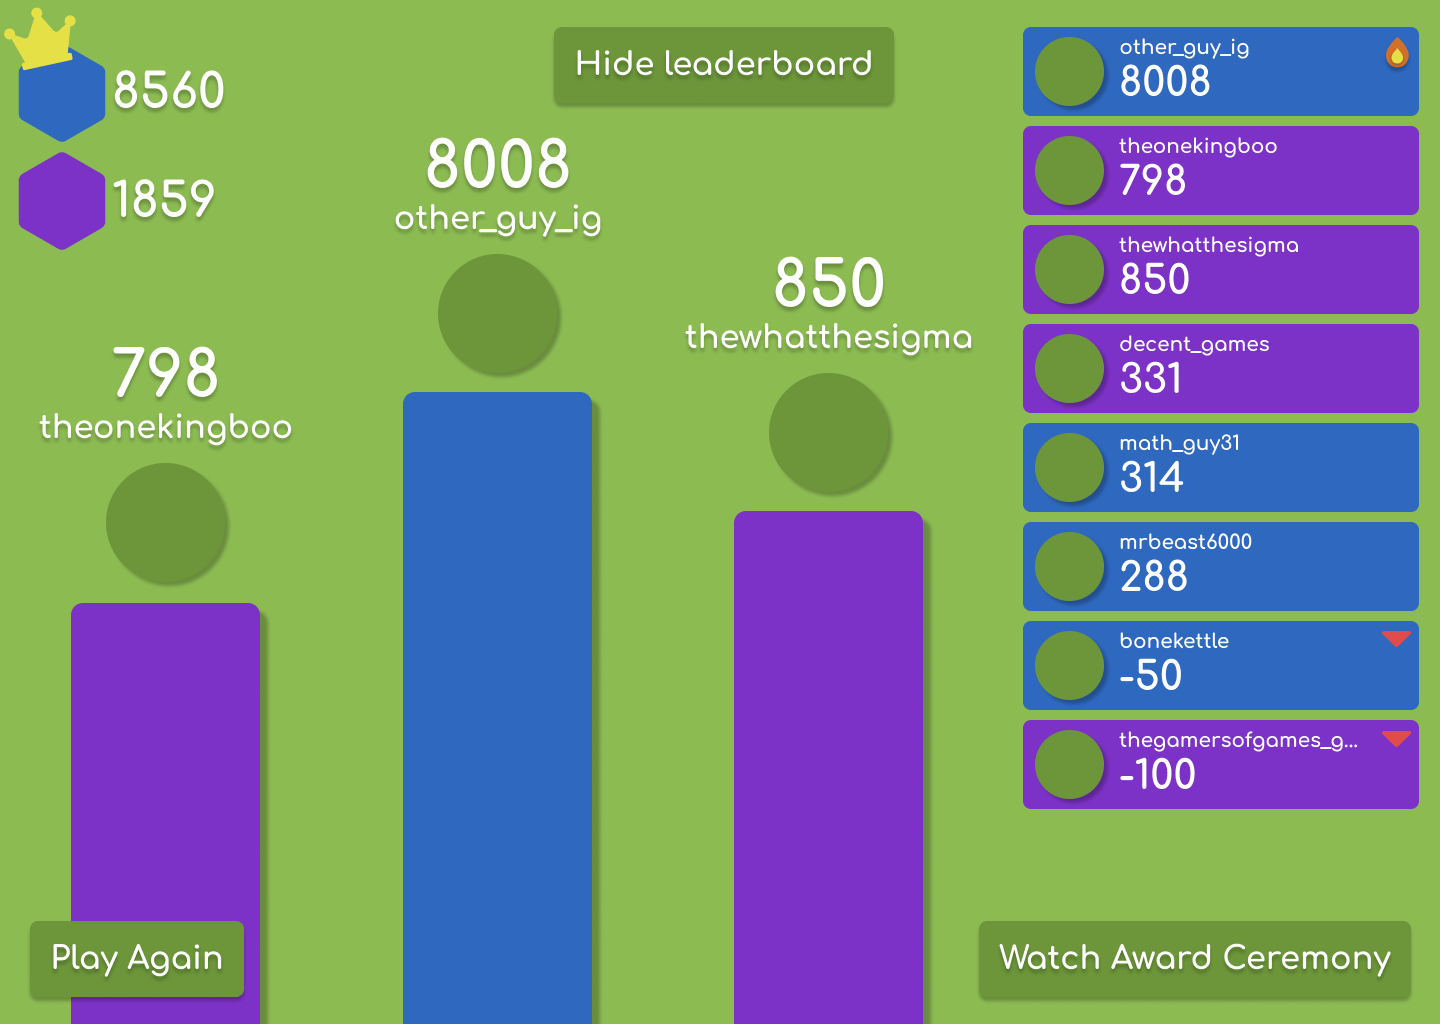 8560
1859
Hide leaderboard
8008
other_guy_ig
850
thewhatthesigma
798
theonekingboo
other_guy_ig
8008
theonekingboo
798
thewhatthesigma
850
decent_games
331
math_guy31
314
mrbeast6000
288
bonekettle
-50
thegamersofgames_g...
-100
Play Again
Watch Award Ceremony